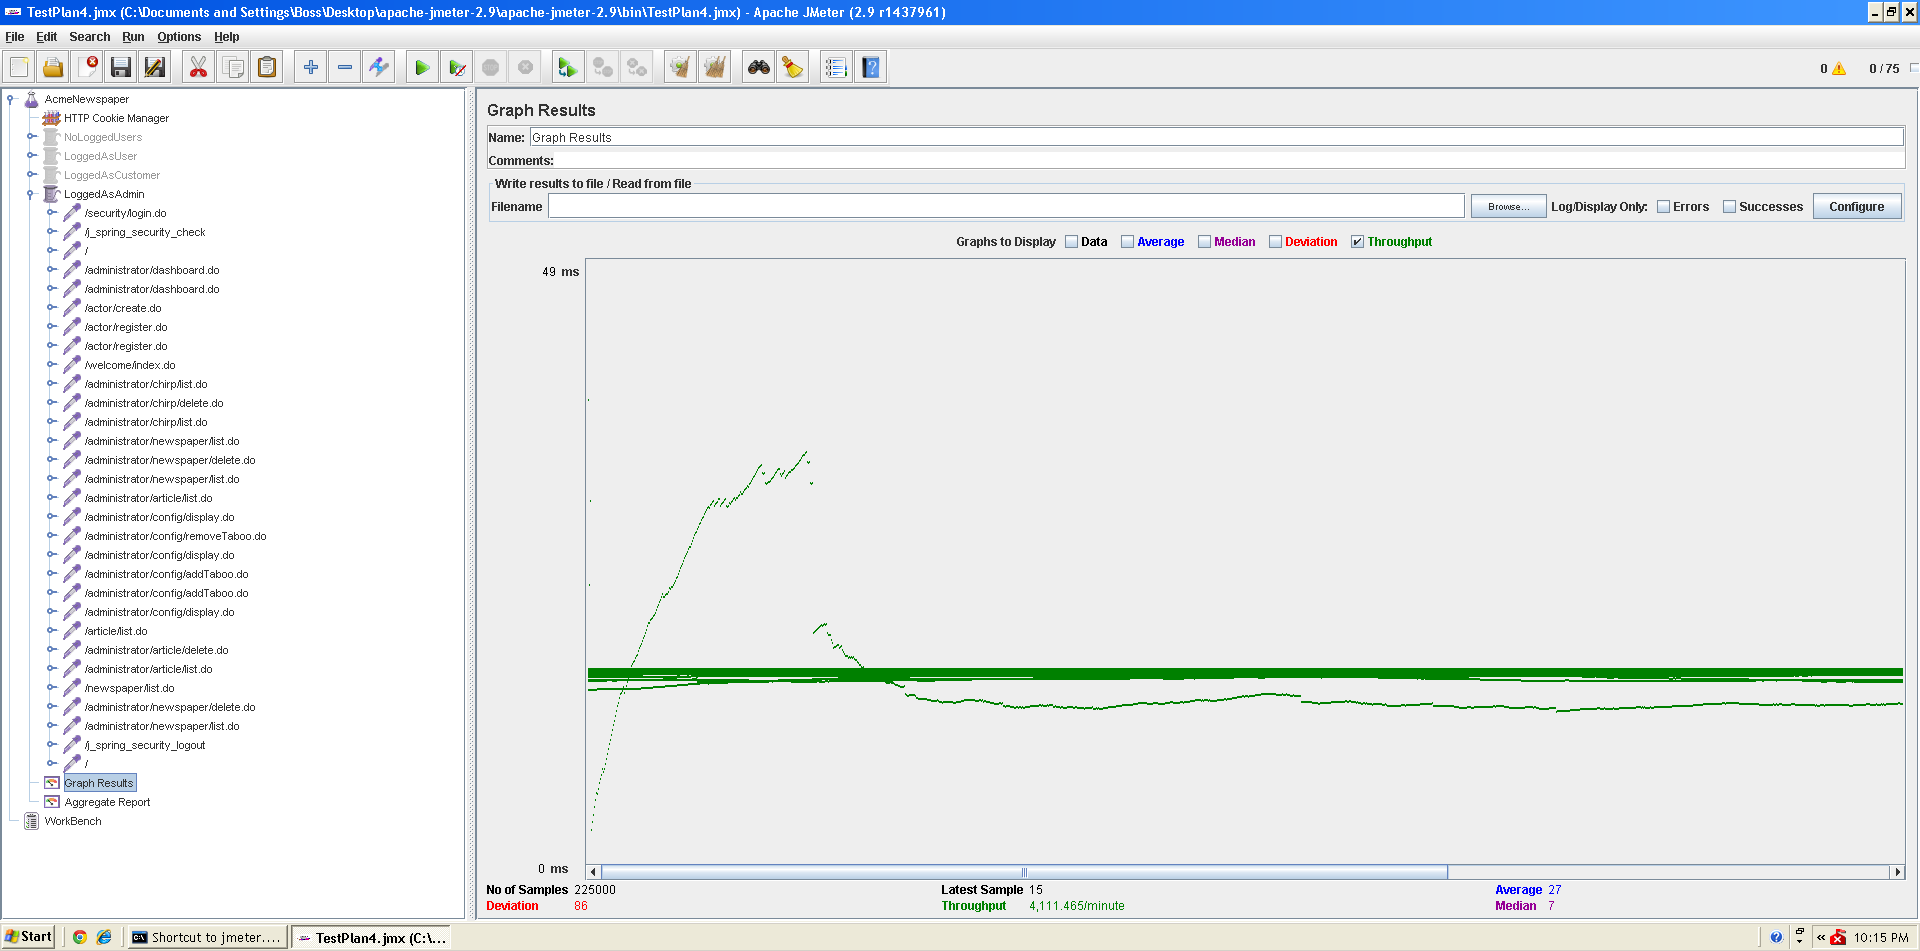 TestPlan4.jmx (C:\Documents and Settings\Boss\Desktop\apache-jmeter-2.9\apache-jmeter-2.9\bin\TestPlan4.jmx) - Apache JMeter (2.9 r1437961)
File Edit Search Run Options Help
0 0 / 75
AcmeNewspaper
HTTP Cookie Manager
NoLoggedUsers
LoggedAsUser
LoggedAsCustomer
LoggedAsAdmin
/security/login.do
/j_spring_security_check
/
/administrator/dashboard.do
/administrator/dashboard.do
/actor/create.do
/actor/register.do
/actor/register.do
/welcome/index.do
/administrator/chirp/list.do
/administrator/chirp/delete.do
/administrator/chirp/list.do
/administrator/newspaper/list.do
/administrator/newspaper/delete.do
/administrator/newspaper/list.do
/administrator/article/list.do
/administrator/config/display.do
/administrator/config/removeTaboo.do
/administrator/config/display.do
/administrator/config/addTaboo.do
/administrator/config/addTaboo.do
/administrator/config/display.do
/article/list.do
/administrator/article/delete.do
/administrator/article/list.do
/newspaper/list.do
/administrator/newspaper/delete.do
/administrator/newspaper/list.do
/j_spring_security_logout
/
Graph Results
Aggregate Report
WorkBench
Graph Results
Name: Graph Results
Comments:
Write results to file / Read from file
Filename Browse... Log/Display Only: Errors Successes Configure
Graphs to Display Data Average Median Deviation Throughput
49 ms
0 ms
No of Samples 225000 Latest Sample 15 Average 27
Deviation 86 Throughput 4,111.465/minute Median 7
Start Shortcut to jmeter.... TestPlan4.jmx (C:\... « 10:15 PM